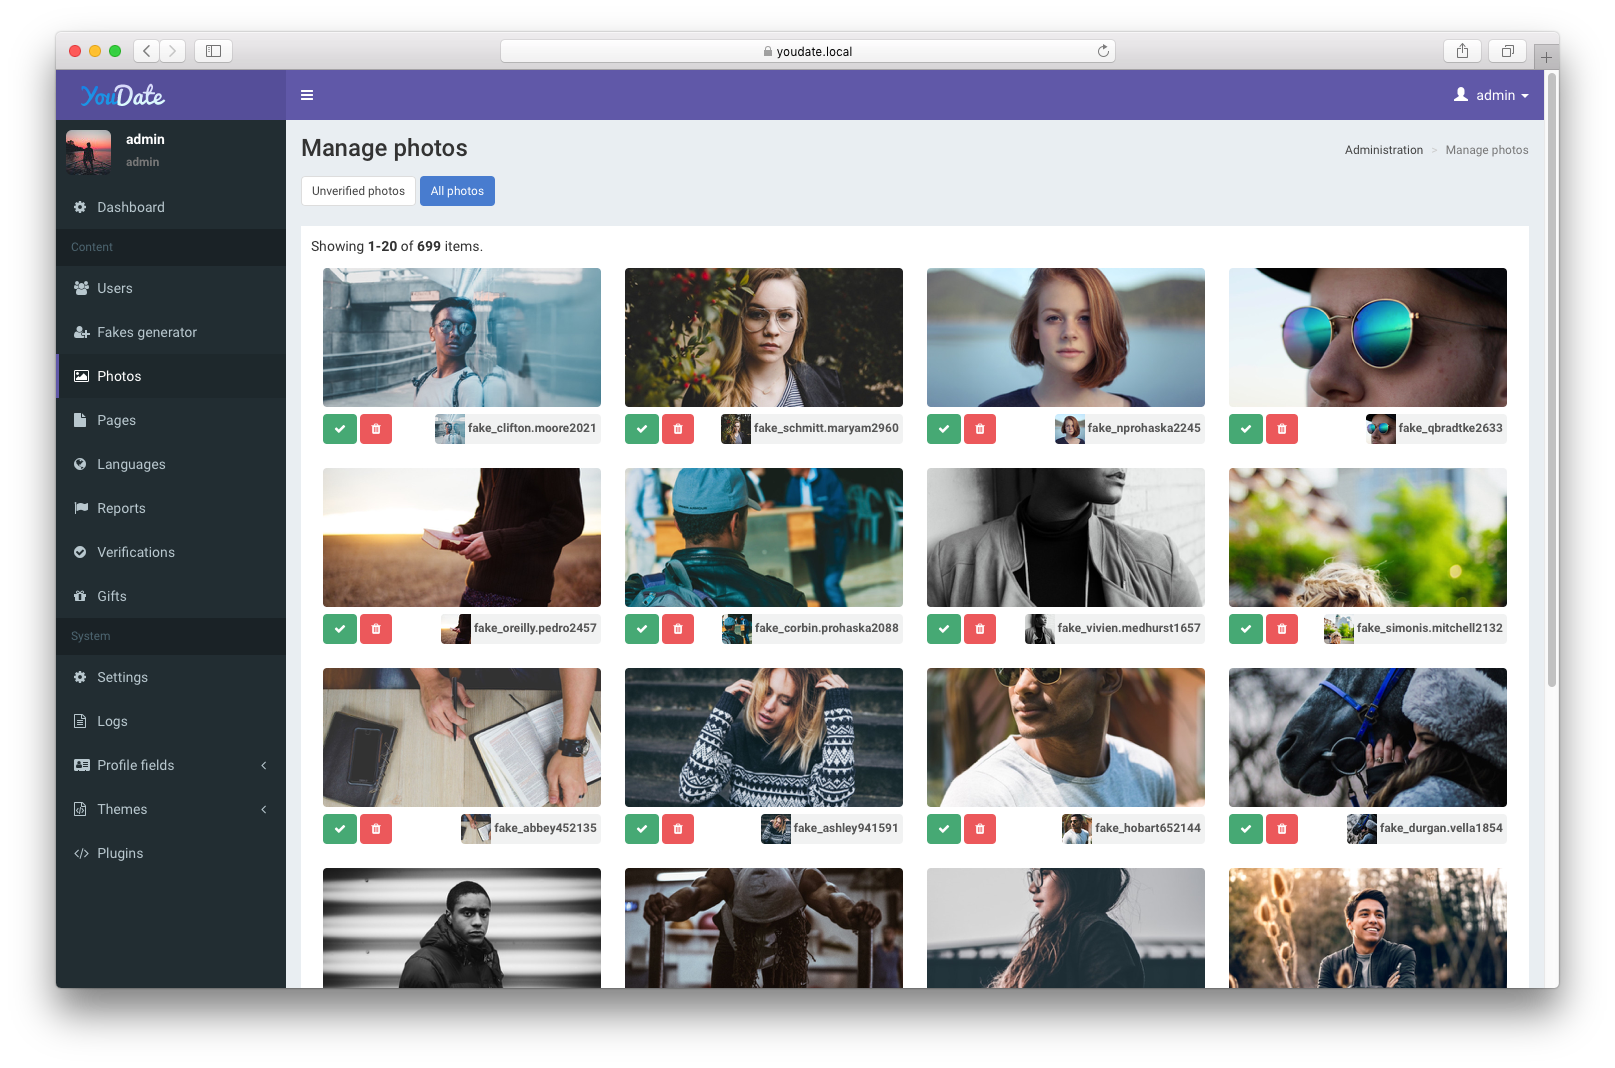 youdate.local
YouDate
admin
admin
admin
Manage photos
Administration > Manage photos
Unverified photos
All photos
Dashboard
Content
Users
Fakes generator
Photos
Pages
Languages
Reports
Verifications
Gifts
System
Settings
Logs
Profile fields
Themes
Plugins
Showing 1-20 of 699 items.
fake_clifton.moore2021
fake_schmitt.maryam2960
fake_nprohaska2245
fake_qbradtke2633
fake_oreilly.pedro2457
fake_corbin.prohaska2088
fake_vivien.medhurst1657
fake_simonis.mitchell2132
fake_abbey452135
fake_ashley941591
fake_hobart652144
fake_durgan.vella1854